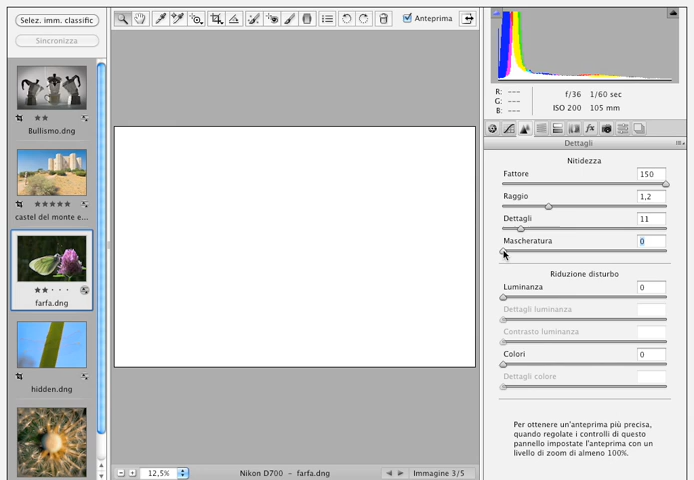 Selez. imm. classific
Sincronizza
Bullismo.dng
castel del monte e...
farfa.dng
hidden.dng
Anteprima
12,5%
Nikon D700 - farfa.dng
Immagine 3/5
R: ---
G: ---
B: ---
f/36 1/60 sec
ISO 200 105 mm
fx
Dettagli
Nitidezza
Fattore 150
Raggio 1,2
Dettagli 11
Mascheratura 0
Riduzione disturbo
Luminanza 0
Dettagli luminanza
Contrasto luminanza
Colori 0
Dettagli colore
Per ottenere un'anteprima più precisa,
quando regolate i controlli di questo
pannello impostate l'anteprima con un
livello di zoom di almeno 100%.